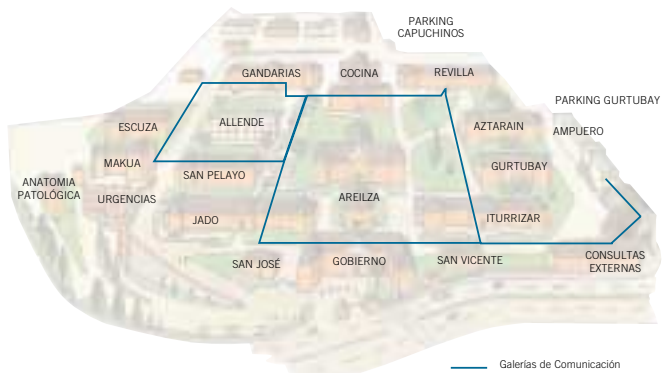 PARKING
CAPUCHINOS
GANDARIAS
COCINA
REVILLA
PARKING GURTUBAY
ESCUZA
ALLENDE
AZTARAIN
AMPUERO
MAKUA
SAN PELAYO
GURTUBAY
ANATOMIA
PATOLÓGICA
URGENCIAS
AREILZA
JADO
ITURRIZAR
SAN JOSÉ
GOBIERNO
SAN VICENTE
CONSULTAS
EXTERNAS
Galerías de Comunicación